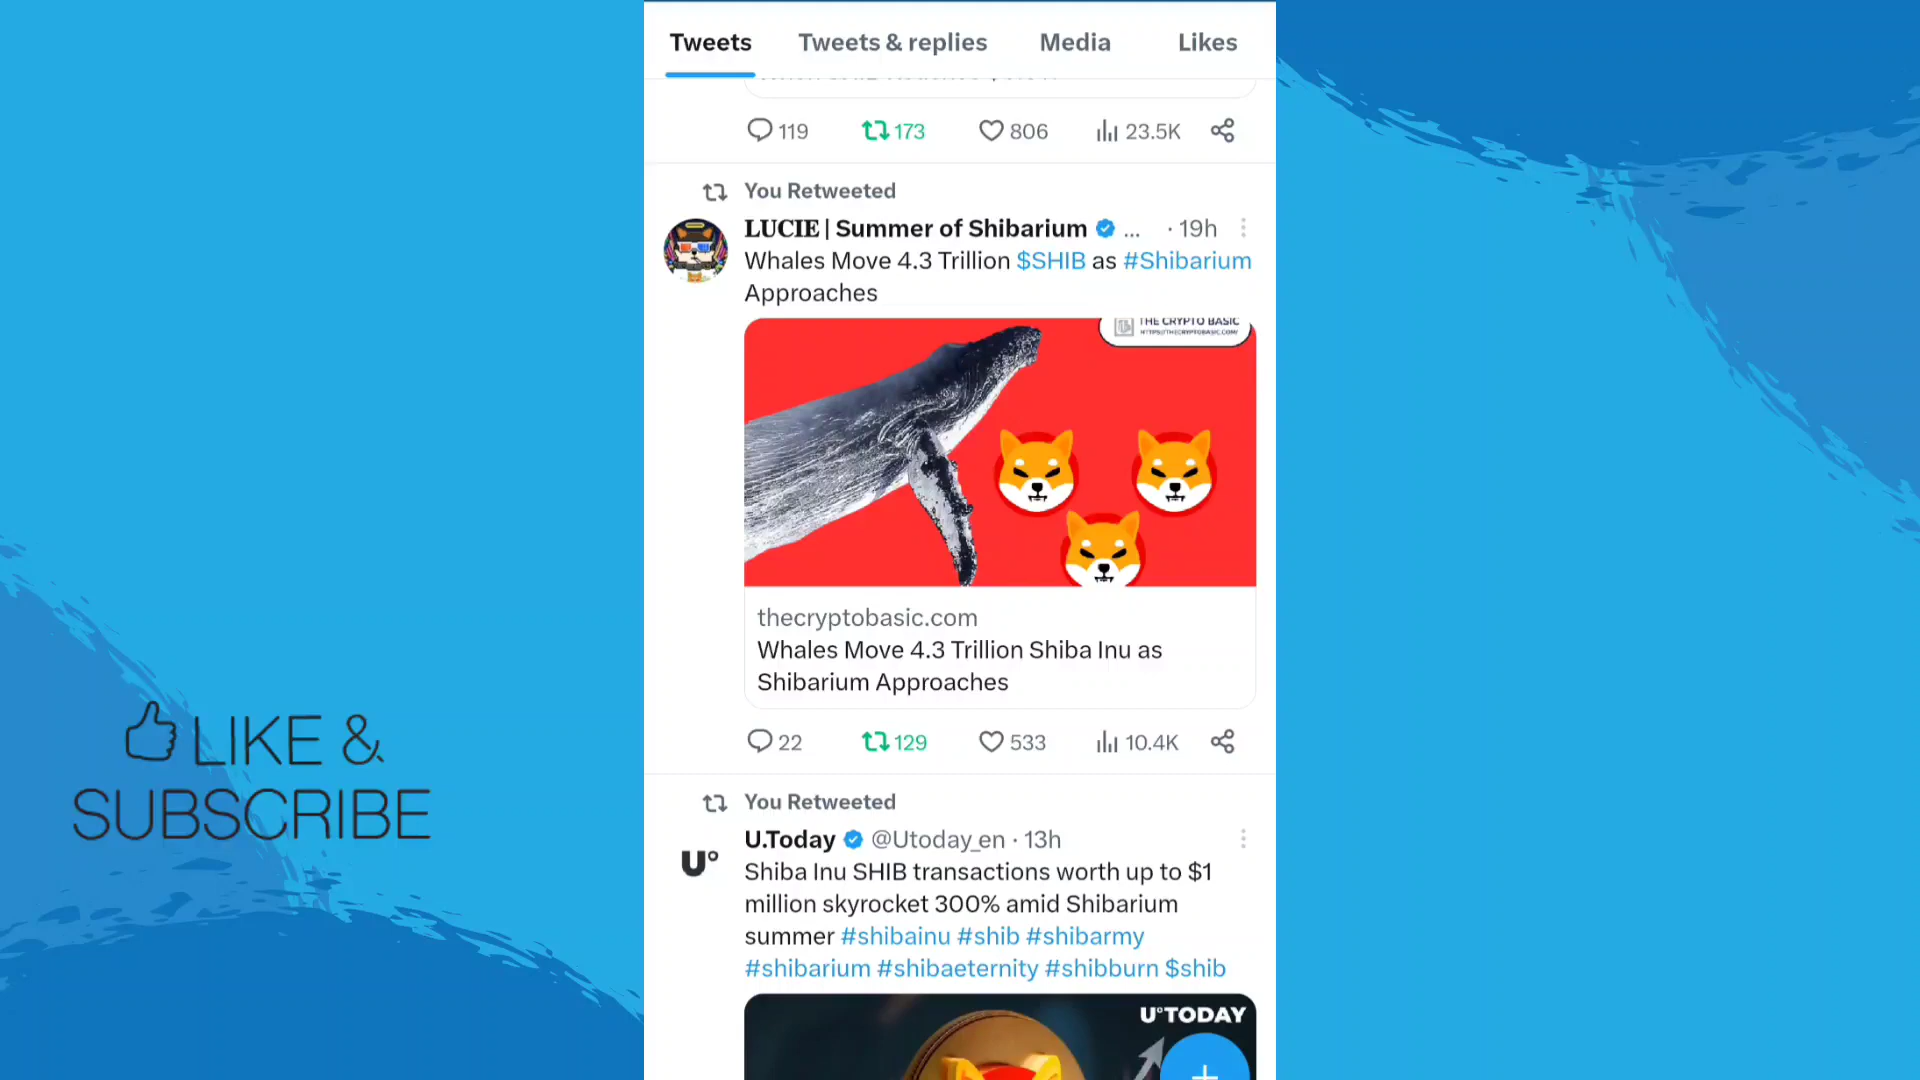 Tweets Tweets & replies Media Likes
119 173 806 23.5K
You Retweeted
LUCIE | Summer of Shibarium ... · 19h
Whales Move 4.3 Trillion $SHIB as #Shibarium
Approaches
THE CRYPTO BASIC
HTTPS://THECRYPTOBASIC.COM/
thecryptobasic.com
Whales Move 4.3 Trillion Shiba Inu as
Shibarium Approaches
22 129 533 10.4K
You Retweeted
U.Today @Utoday_en · 13h
U°
Shiba Inu SHIB transactions worth up to $1
million skyrocket 300% amid Shibarium
summer #shibainu #shib #shibarmy
#shibarium #shibaeternity #shibburn $shib
U°TODAY
LIKE &
SUBSCRIBE